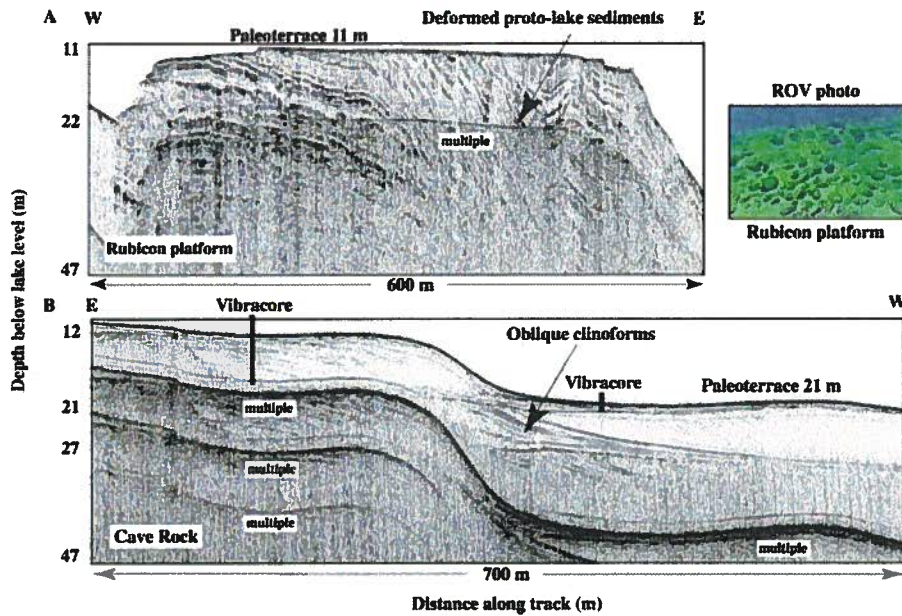 A W Deformed proto-lake sediments E
Paleoterrace 11 m
11
22
multiple
Rubicon platform
47
600 m
ROV photo
Rubicon platform
Depth below lake level (m)
B E Vibracore W
12
Oblique clinoforms
Vibracore
Paleoterrace 21 m
21
multiple
27
multiple
multiple
Cave Rock
multiple
47
700 m
Distance along track (m)